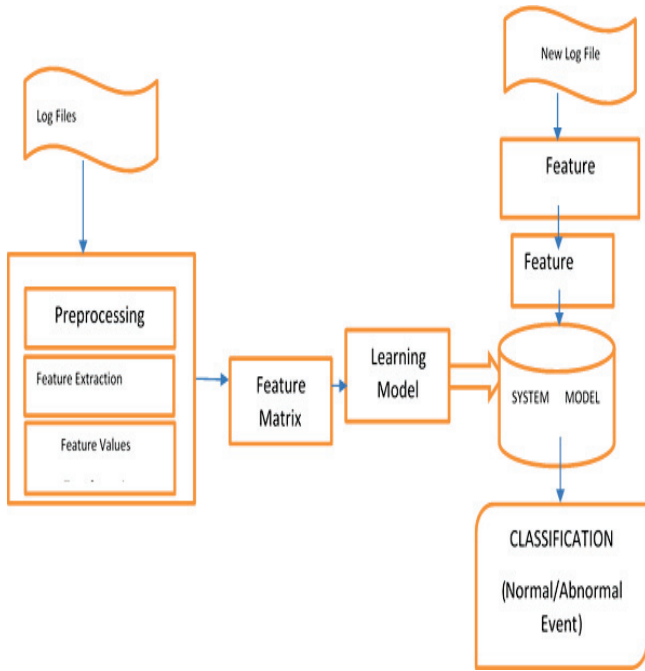 New Log File
Log Files
Feature
Feature
Preprocessing
Feature Extraction
Feature Values
Feature
Matrix
Learning
Model
SYSTEM MODEL
CLASSIFICATION
(Normal/Abnormal
Event)